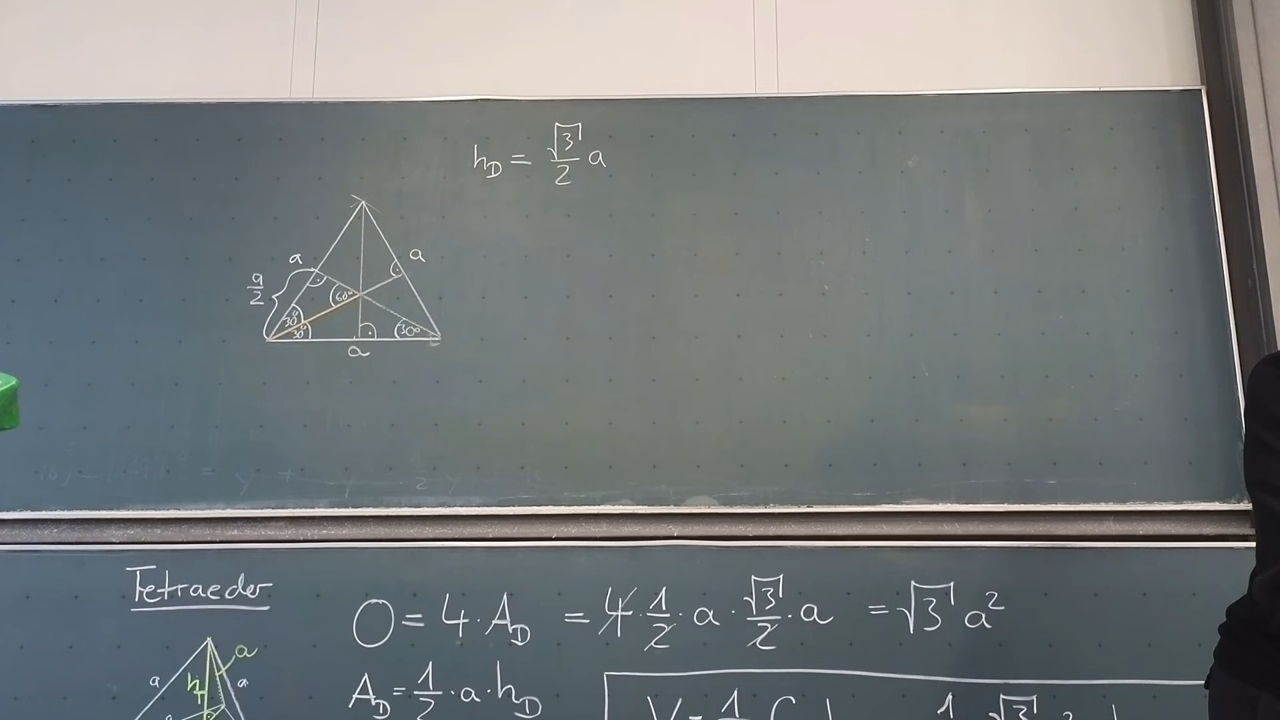 h_D = √3/2 a
a
a
a/2
60°
30°
30°
30°
a
Tetraeder
O = 4 · A_D = 4 · 1/2 · a · √3/2 · a = √3 a²
a
a
h
a
A_D = 1/2 · a · h_D